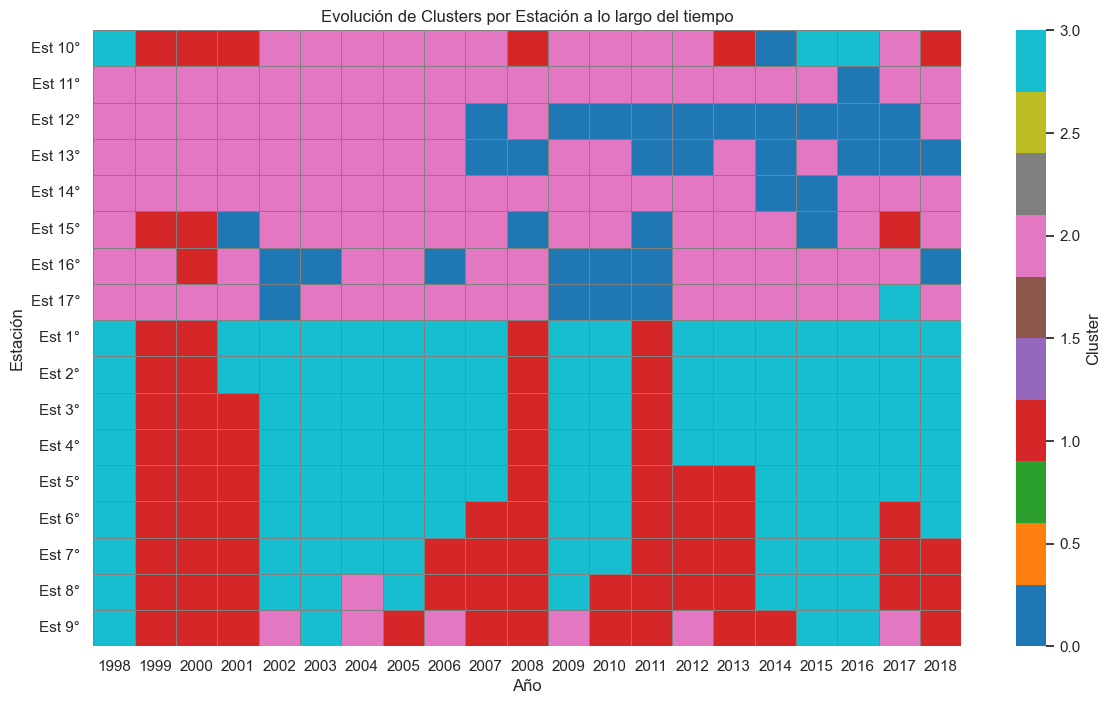 Evolución de Clusters por Estación a lo largo del tiempo
Est 10°
Est 11°
Est 12°
Est 13°
Est 14°
Est 15°
Est 16°
Est 17°
Est 1°
Est 2°
Est 3°
Est 4°
Est 5°
Est 6°
Est 7°
Est 8°
Est 9°
Estación
1998 1999 2000 2001 2002 2003 2004 2005 2006 2007 2008 2009 2010 2011 2012 2013 2014 2015 2016 2017 2018
Año
3.0
2.5
2.0
1.5
1.0
0.5
0.0
Cluster